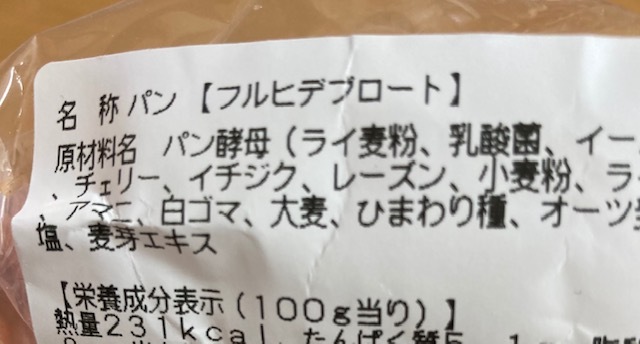 名 称 パン 【フルヒデブロート】
原材料名 パン酵母(ライ麦粉、乳酸菌、イー
、チェリー、イチジク、レーズン、小麦粉、ラ
、アマニ、白ゴマ、大麦、ひまわり種、オーツ
塩、麦芽エキス
【栄養成分表示(100g当り)】
熱量231kcal、たんぱく質5.1g、脂